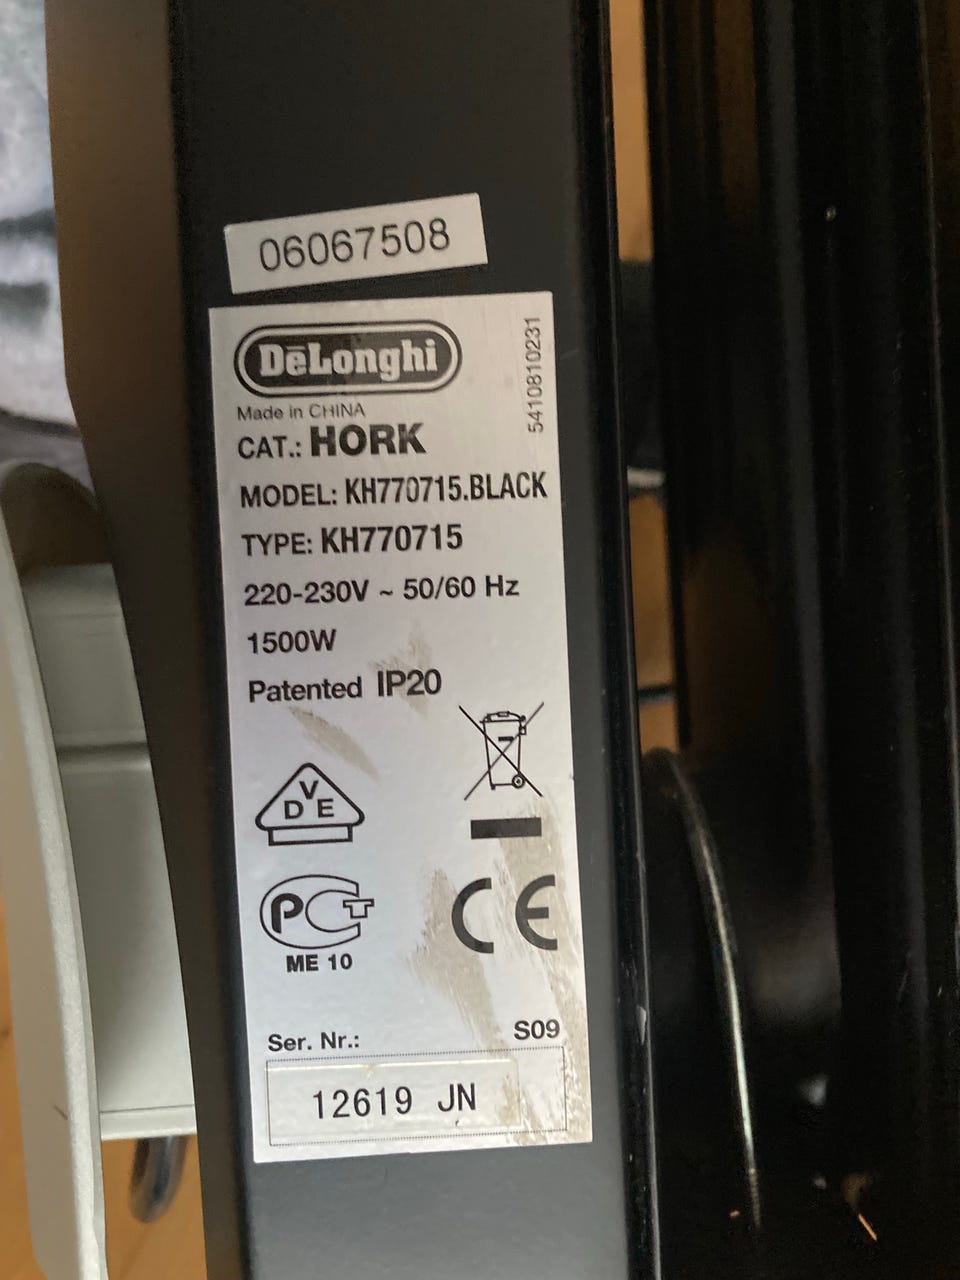 06067508
DēLonghi
5410810231
Made in CHINA
CAT.: HORK
MODEL: KH770715.BLACK
TYPE: KH770715
220-230V ~ 50/60 Hz
1500W
Patented IP20
V
D E
PCT
CE
ME 10
Ser. Nr.: S09
12619 JN